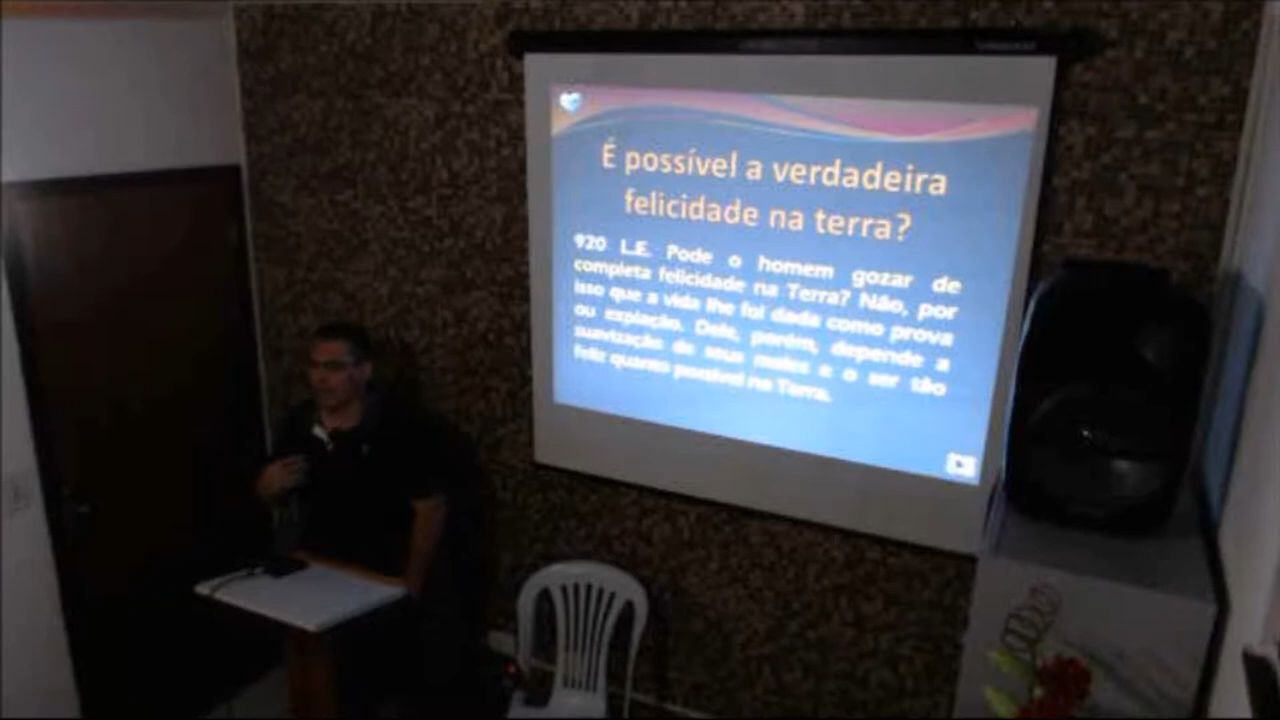 É possível a verdadeira
felicidade na terra?
920 L.E. Pode o homem gozar de
completa felicidade na Terra? Não, por
isso que a vida lhe foi dada como prova
ou expiação. Dele, porém, depende a
suavização de seus males e o ser tão
feliz quanto possível na Terra.